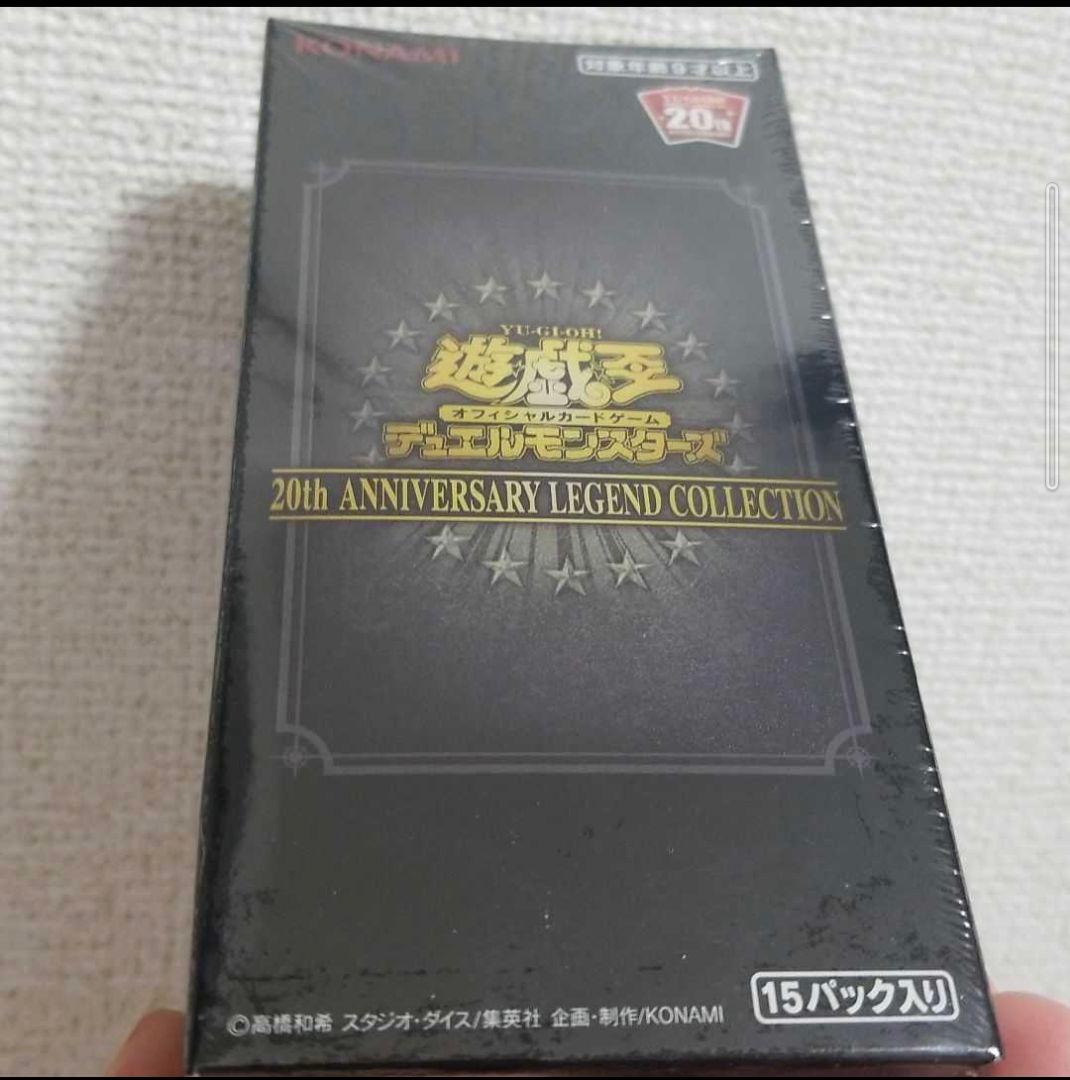 KONAMI
対象年齢9才以上
20th
YU-GI-OH!
遊☆戯☆王
オフィシャルカードゲーム
デュエルモンスターズ
20th ANNIVERSARY LEGEND COLLECTION
15パック入り
©高橋和希 スタジオ・ダイス/集英社 企画・制作/KONAMI